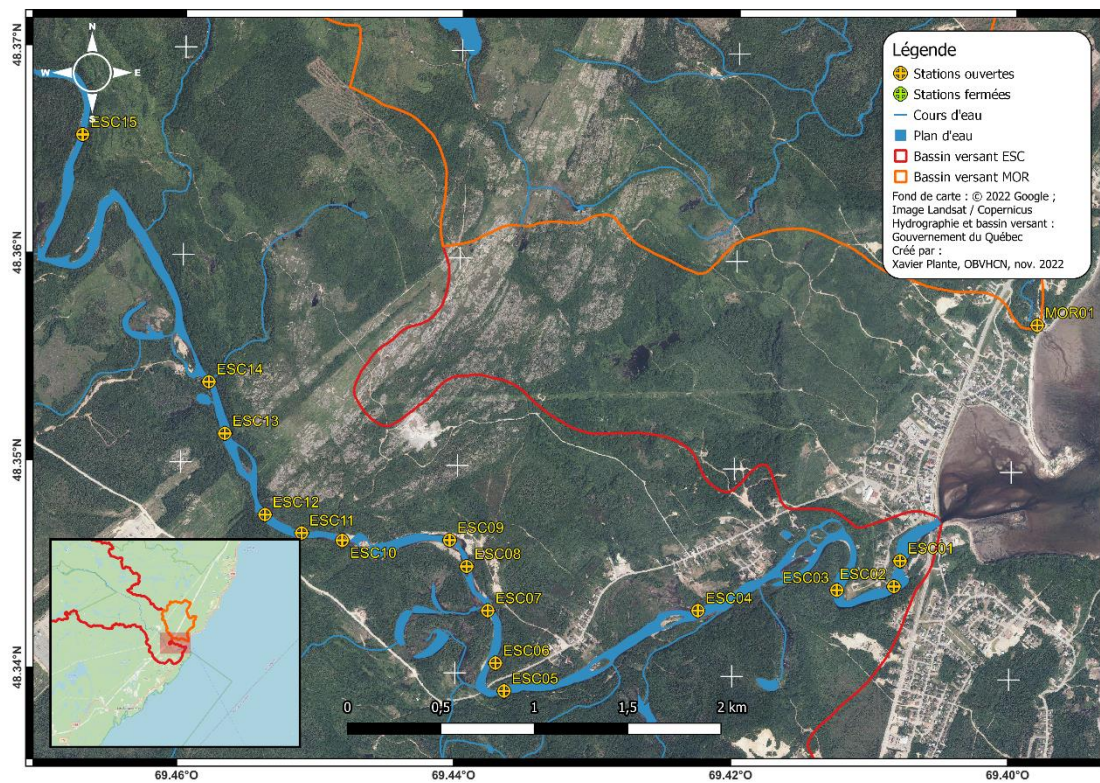 N
W E
S
Légende
Stations ouvertes
Stations fermées
Cours d'eau
Plan d'eau
Bassin versant ESC
Bassin versant MOR
Fond de carte : © 2022 Google ;
Image Landsat / Copernicus
Hydrographie et bassin versant :
Gouvernement du Québec
Créé par :
Xavier Plante, OBVHCN, nov. 2022
48.37°N
48.36°N
48.35°N
48.34°N
ESC15
MOR01
ESC14
ESC13
ESC12
ESC11
ESC10
ESC09
ESC08
ESC07
ESC06
ESC05
ESC04
ESC03
ESC02
ESC01
0 0,5 1 1,5 2 km
69.46°O 69.44°O 69.42°O 69.40°O